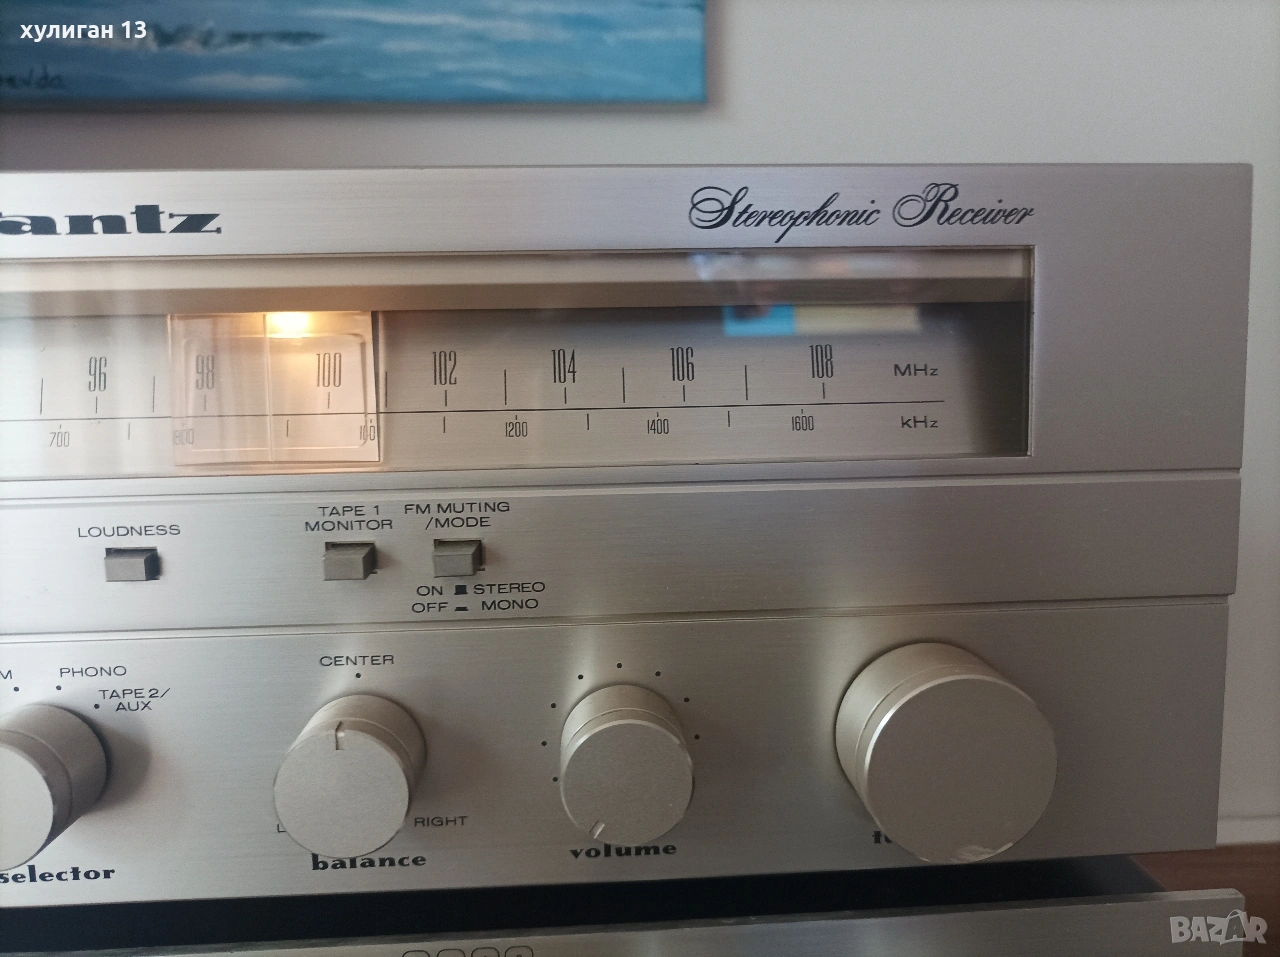 хулиган 13
antz
Stereophonic Receiver
96 98 100 102 104 106 108 MHz
700 800 1200 1400 1600 kHz
LOUDNESS
TAPE 1
MONITOR
FM MUTING
/MODE
ON STEREO
OFF MONO
M PHONO
TAPE 2/
AUX
CENTER
L RIGHT
selector balance volume
BAZAR